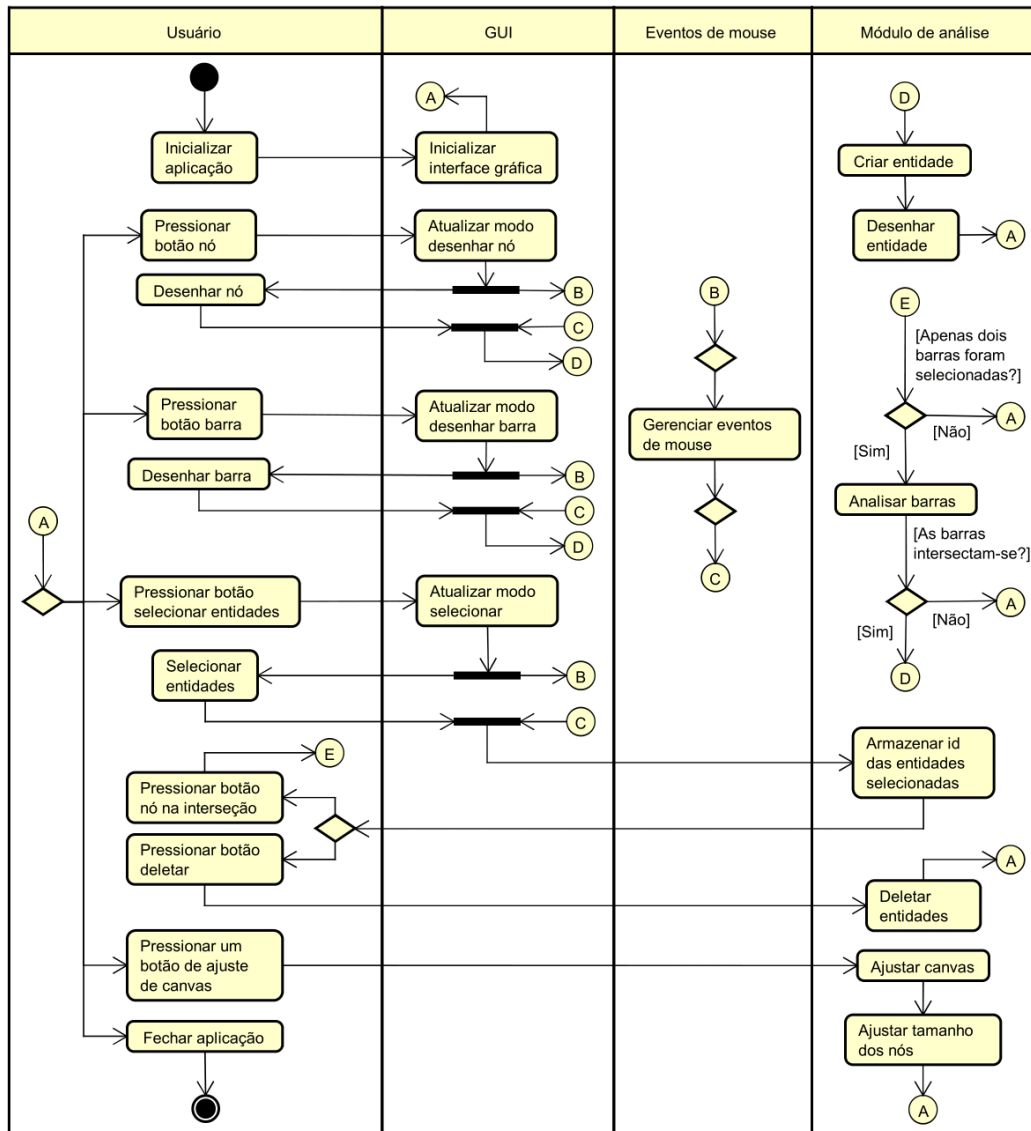 Usuário
GUI
Eventos de mouse
Módulo de análise
A
D
Inicializar
aplicação
Inicializar
interface gráfica
Criar entidade
Pressionar
botão nó
Atualizar modo
desenhar nó
Desenhar
entidade
A
Desenhar nó
B
B
E
C
D
[Apenas dois
barras foram
selecionadas?]
Pressionar
botão barra
Atualizar modo
desenhar barra
Gerenciar eventos
de mouse
A
[Não]
[Sim]
Desenhar barra
B
Analisar barras
C
A
D
[As barras
intersectam-se?]
C
Pressionar botão
selecionar entidades
Atualizar modo
selecionar
A
[Não]
[Sim]
Selecionar
entidades
B
D
C
E
Armazenar id
das entidades
selecionadas
Pressionar botão
nó na interseção
Pressionar botão
deletar
A
Deletar
entidades
Pressionar um
botão de ajuste
de canvas
Ajustar canvas
Fechar aplicação
Ajustar tamanho
dos nós
A